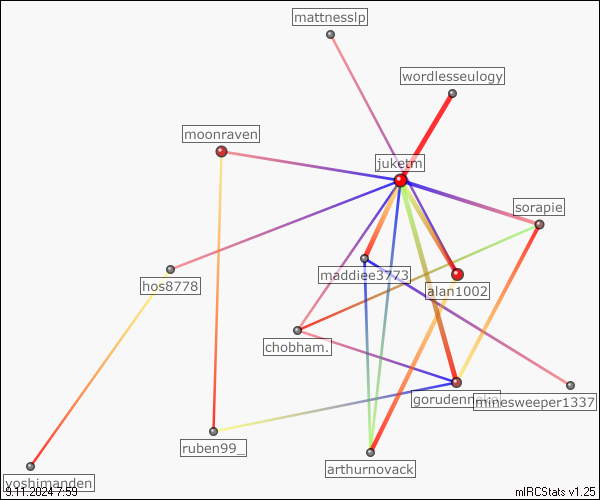 mattnesslp
wordlesseulogy
moonraven
juketm
sorapie
maddiee3773
hos8778
alan1002
chobham.
minesweeper1337
ruben99_
arthurnovack
yoshimanden
9.11.2024 7:59
mIRCStats v1.25